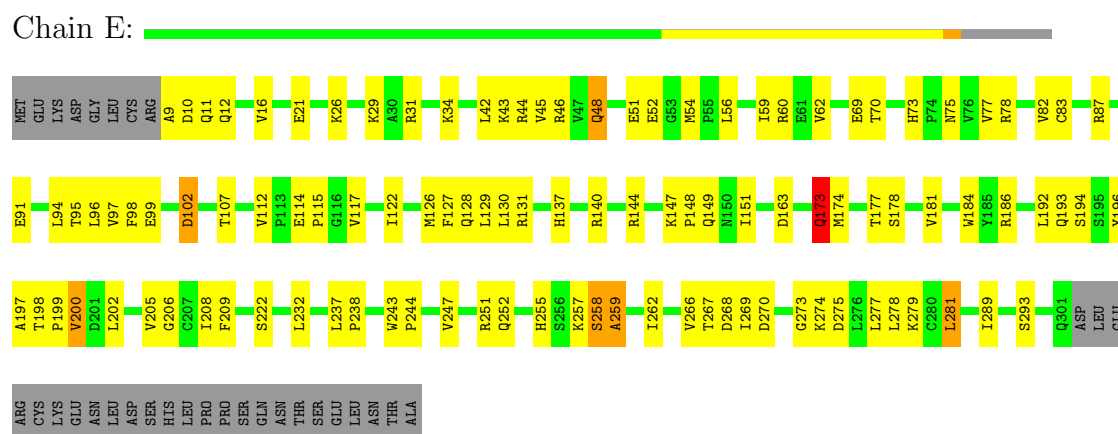 Chain E:
MET GLU LYS ASP GLY LEU CYS ARG A9 D10 Q11 Q12 V16 E21 K26 K29 A30 R31 K34 L42 K43 R44 V45 R46 V47 Q48 E51 E52 G53 M54 P55 L56 I59 R60 E61 V62 E69 T70 H73 P74 N75 V76 V77 R78 V82 C83 R87
E91 L94 T95 L96 V97 F98 E99 D102 T107 V112 P113 E114 P115 G116 V117 I122 M126 F127 Q128 L129 L130 R131 H137 R140 R144 K147 P148 Q149 N150 I151 D163 Q173 M174 T177 S178 V181 W184 Y185 R186 L192 Q193 S194 S195 Y196
A197 T198 P199 V200 D201 L202 V205 G206 C207 I208 F209 S222 L232 L237 P238 W243 P244 V247 R251 Q252 H255 S256 K257 S258 A259 I262 V266 T267 D268 I269 D270 G273 K274 D275 L276 L277 L278 K279 C280 L281 I289 S293 Q301 ASP LEU GLU
ARG CYS LYS GLU ASN LEU ASP SER HIS LEU PRO PRO SER GLN ASN THR SER GLU LEU ASN THR ALA